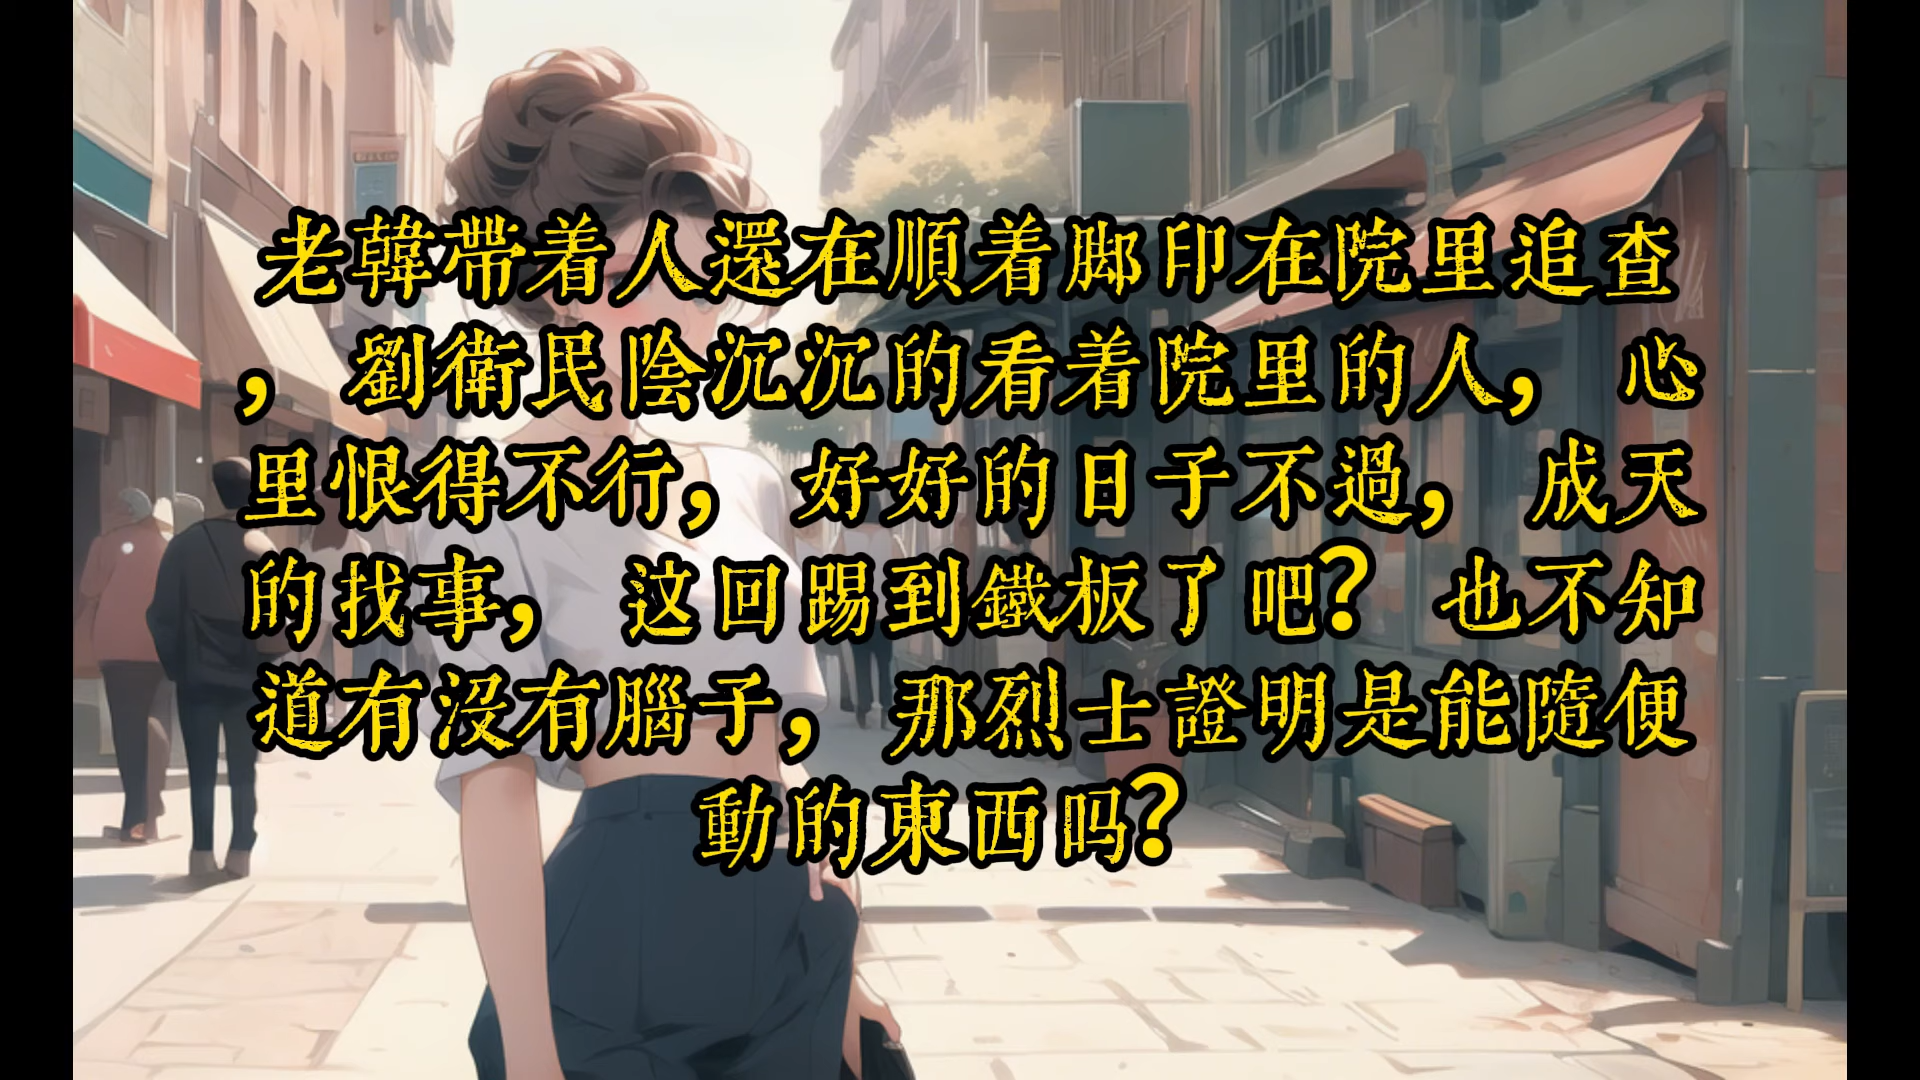 老韓帶着人還在順着脚印在院里追查
，劉衛民陰沉沉的看着院里的人，心
里恨得不行，好好的日子不過，成天
的找事，这回踢到鐵板了吧？也不知
道有没有腦子，那烈士證明是能隨便
動的東西吗？